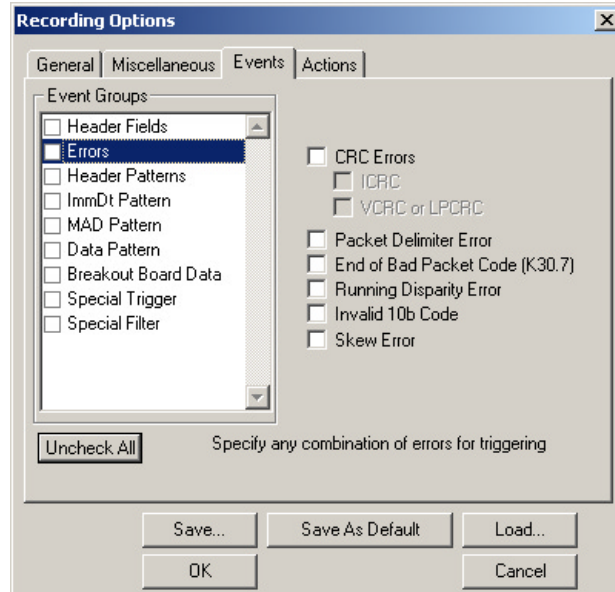 Recording Options
General Miscellaneous Events Actions
Event Groups
Header Fields
Errors
Header Patterns
ImmDt Pattern
MAD Pattern
Data Pattern
Breakout Board Data
Special Trigger
Special Filter
CRC Errors
ICRC
VCRC or LPCRC
Packet Delimiter Error
End of Bad Packet Code (K30.7)
Running Disparity Error
Invalid 10b Code
Skew Error
Uncheck All
Specify any combination of errors for triggering
Save... Save As Default Load...
OK Cancel